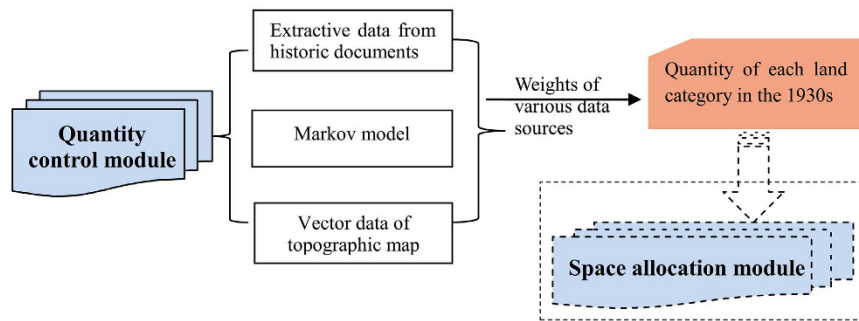 Quantity
control module
Extractive data from
historic documents
Markov model
Vector data of
topographic map
Weights of
various data
sources
Quantity of each land
category in the 1930s
Space allocation module